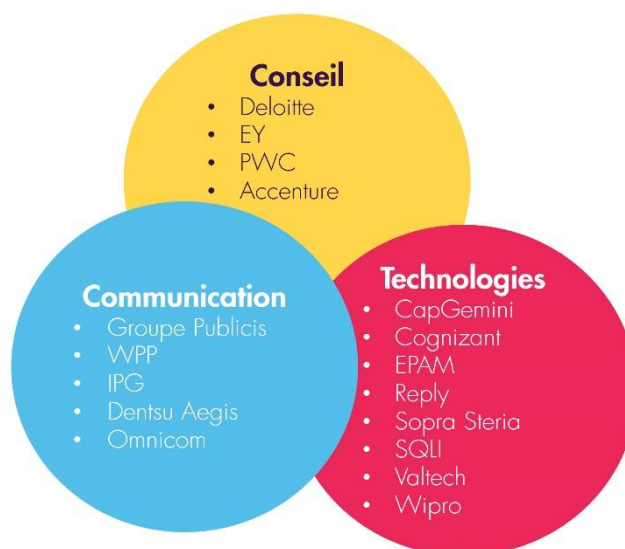 Conseil
• Deloitte
• EY
• PWC
• Accenture
Communication
• Groupe Publicis
• WPP
• IPG
• Dentsu Aegis
• Omnicom
Technologies
• CapGemini
• Cognizant
• EPAM
• Reply
• Sopra Steria
• SQLI
• Valtech
• Wipro